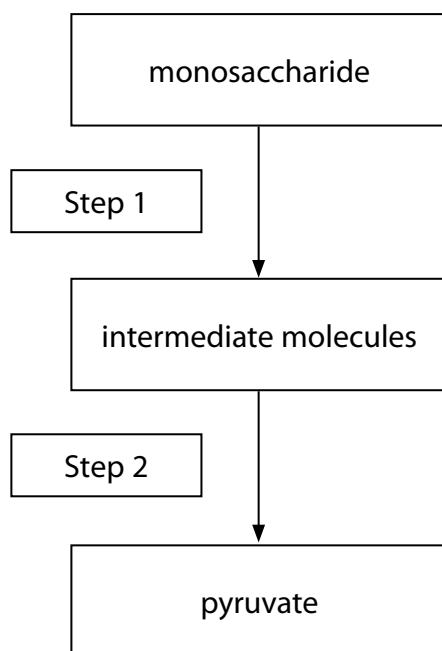 monosaccharide
Step 1
intermediate molecules
Step 2
pyruvate